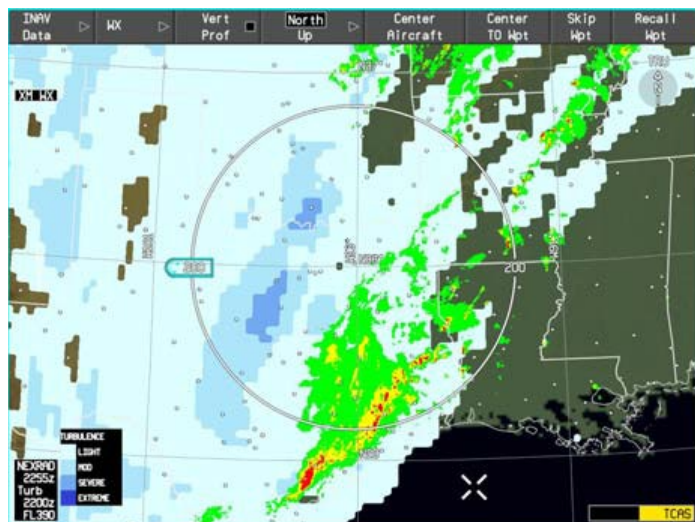 INAV Data
WX
Vert Prof
North Up
Center Aircraft
Center TO Wpt
Skip Wpt
Recall Wpt
XM WX
TRU
N
200
TURBULENCE
LIGHT
MOD
SEVERE
EXTREME
NEXRAD
2255z
Turb
2200z
FL390
TCAS